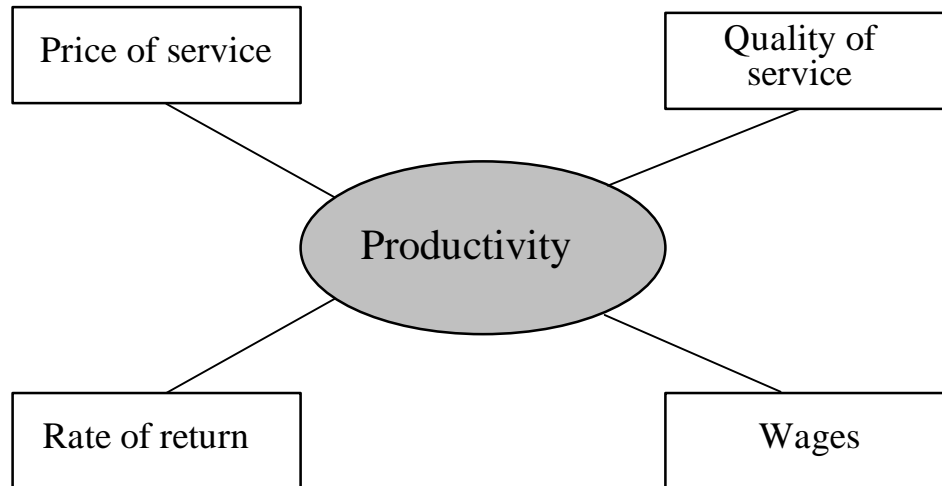 Price of service
Quality of
service
Productivity
Rate of return
Wages